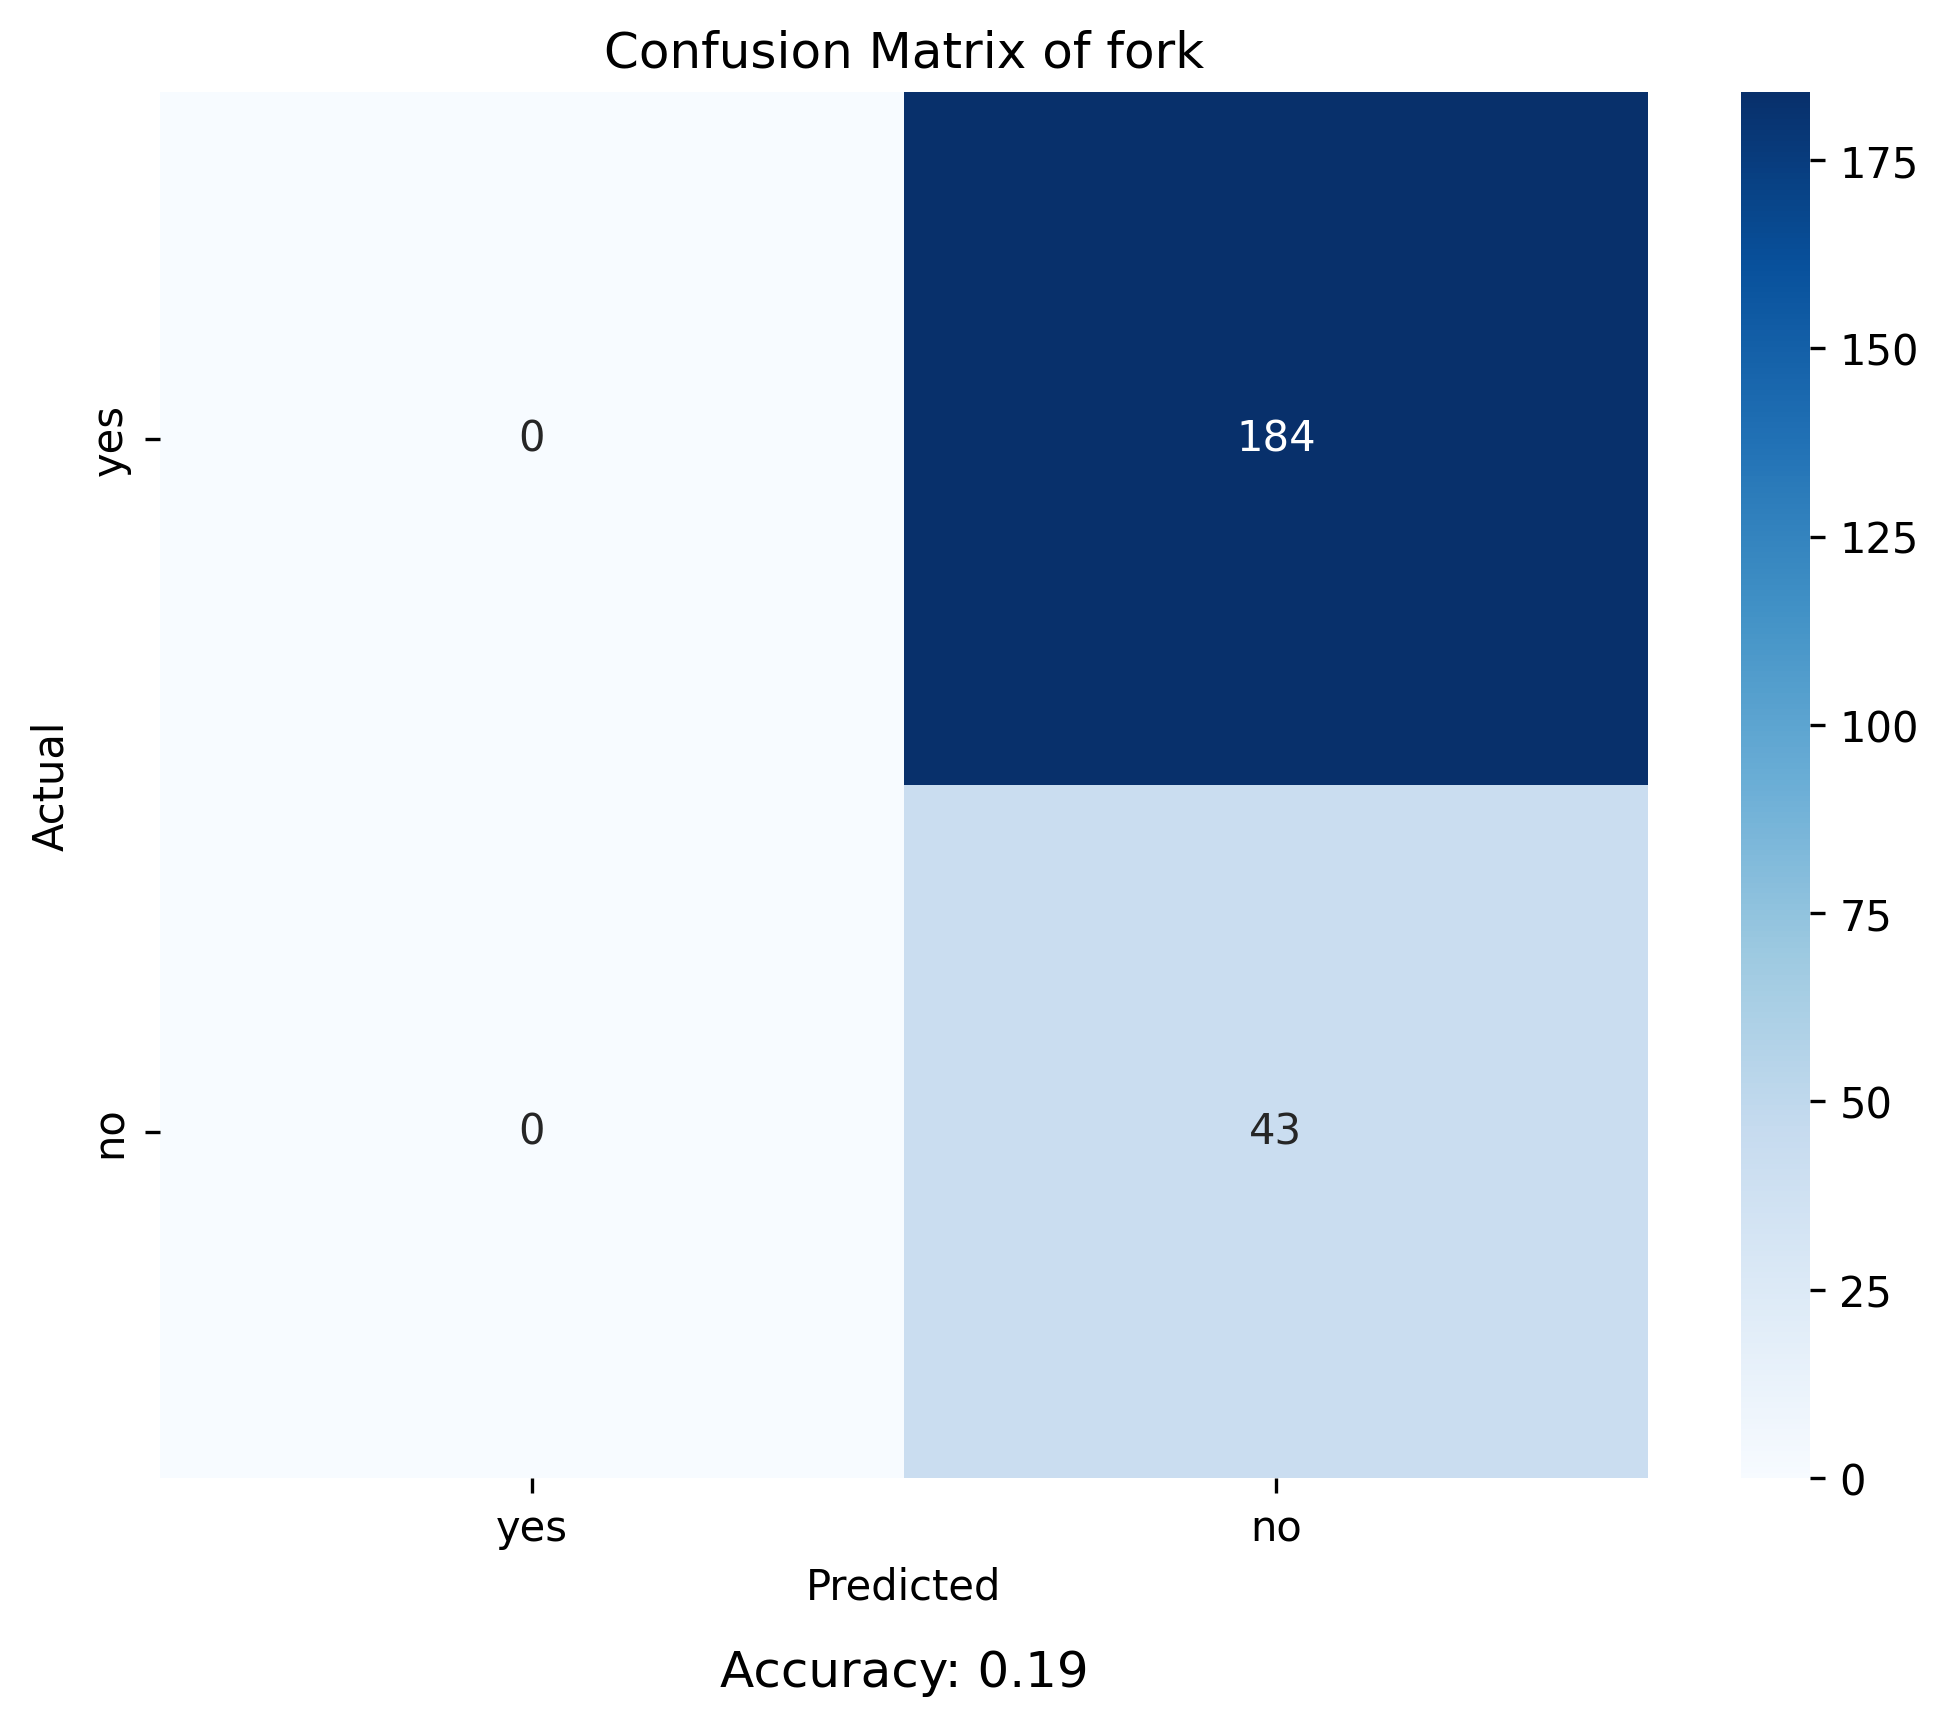 Confusion Matrix of fork
Actual
yes
no
0
184
0
43
yes
no
Predicted
Accuracy: 0.19
175
150
125
100
75
50
25
0